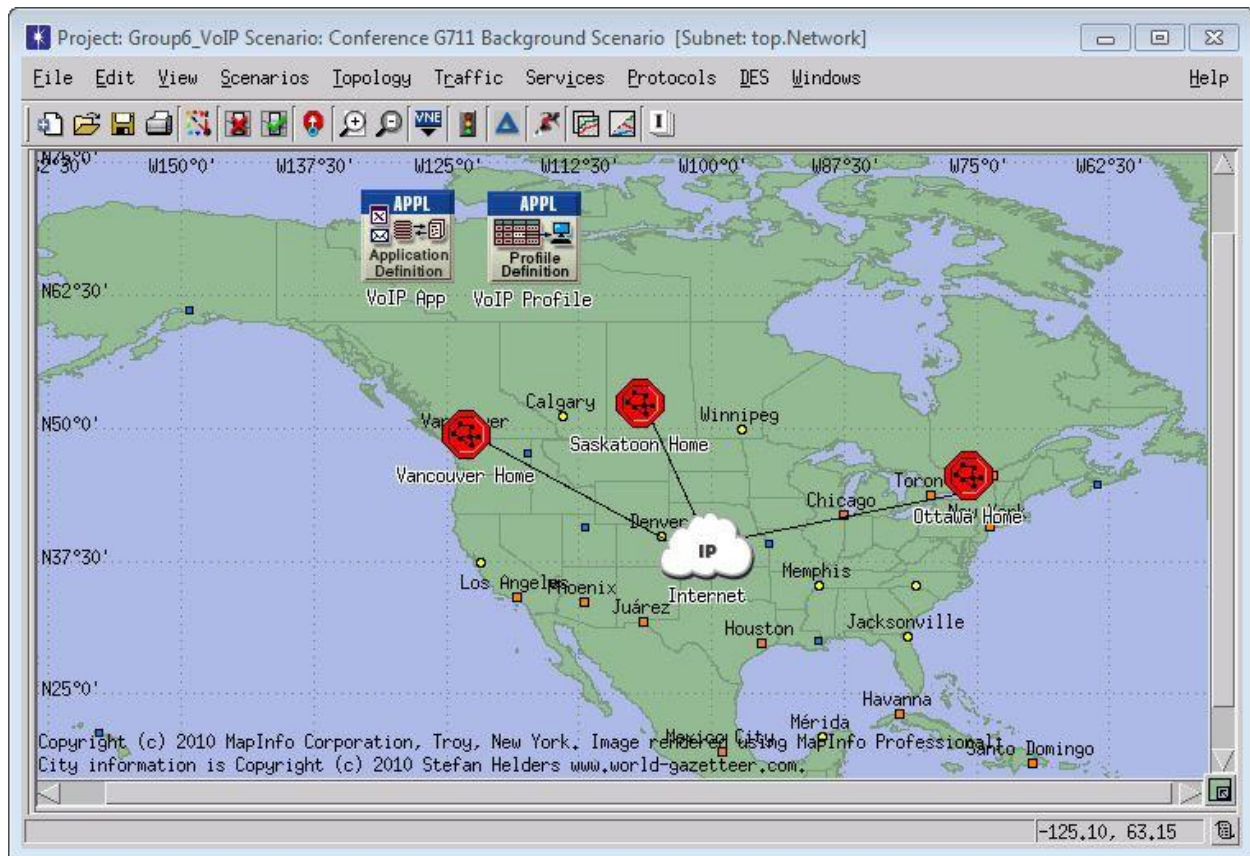 Project: Group6_VoIP Scenario: Conference G711 Background Scenario [Subnet: top.Network]
File Edit View Scenarios Topology Traffic Services Protocols DES Windows Help
VNE
W150°0' W137°30' W125°0' W112°30' W100°0' W87°30' W75°0' W62°30'
APPL APPL
Application Definition
Profiile Definition
N62°30'
VoIP App VoIP Profile
Calgary
Winnipeg
N50°0'
Saskatoon Home
Vancouver Home
Chicago
Ottawa Home
Denver
IP
N37°30'
Memphis
Los Angeles
Phoenix
Internet
Juárez
Houston
Jacksonville
N25°0'
Havanna
Mérida
Mexico City
Santo Domingo
Copyright (c) 2010 MapInfo Corporation, Troy, New York. Image rendered using MapInfo Professional.
City information is Copyright (c) 2010 Stefan Helders www.world-gazetteer.com.
-125.10, 63.15